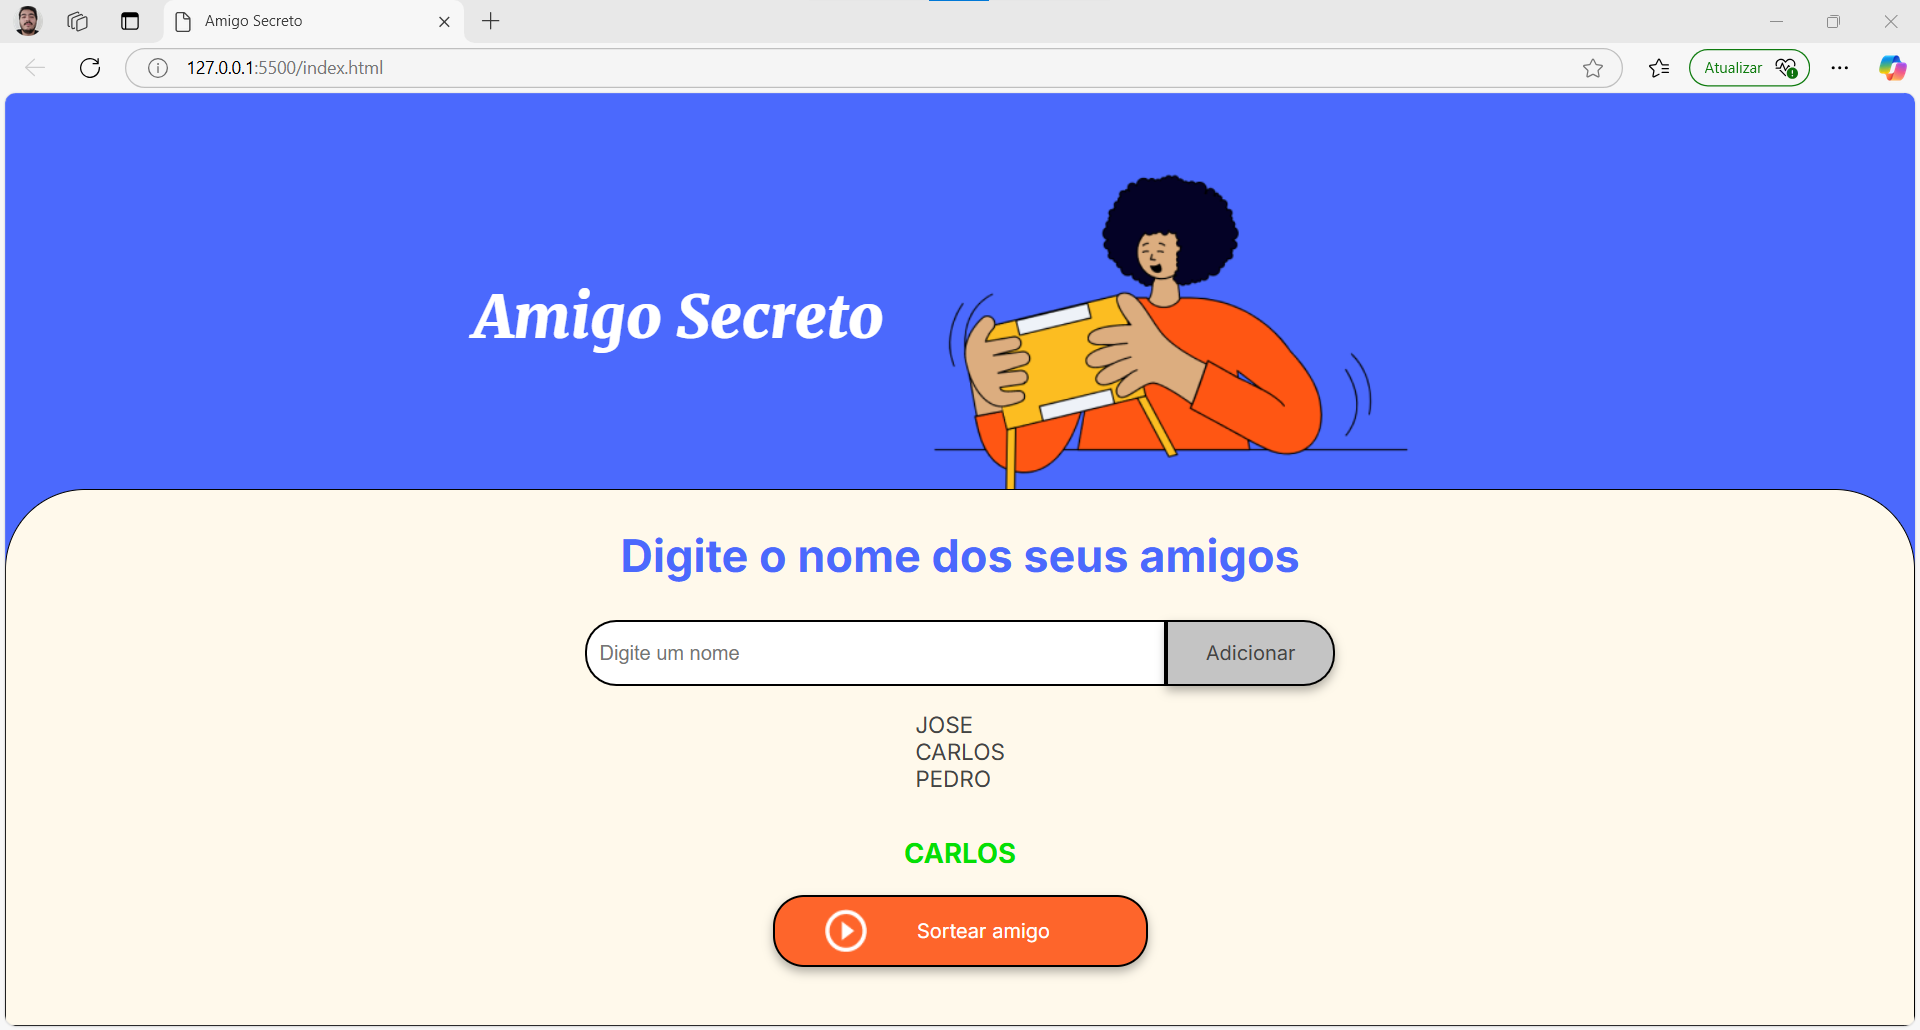 Amigo Secreto
127.0.0.1:5500/index.html
Atualizar
Amigo Secreto
Digite o nome dos seus amigos
Digite um nome
Adicionar
JOSE
CARLOS
PEDRO
CARLOS
Sortear amigo